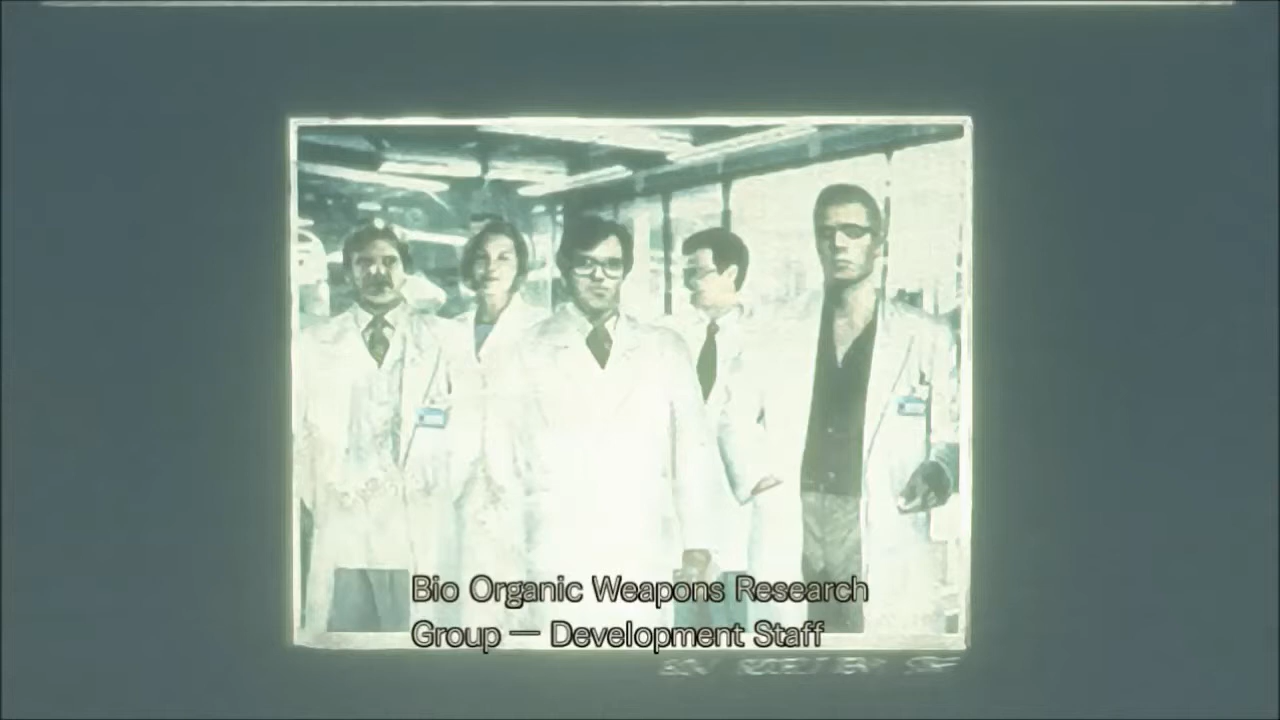 Bio Organic Weapons Research
Group — Development Staff